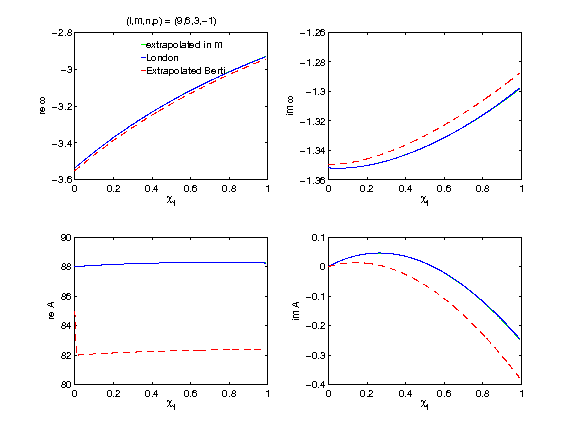 (l,m,n,p) = (9,6,3,−1)
−2.8
−3
−3.2
−3.4
−3.6
re ω
extrapolated in m
London
Extrapolated Berti
0 0.2 0.4 0.6 0.8 1
χf
−1.26
−1.28
−1.3
−1.32
−1.34
−1.36
im ω
0 0.2 0.4 0.6 0.8 1
χf
90
88
86
84
82
80
re A
0 0.2 0.4 0.6 0.8 1
χf
0.1
0
−0.1
−0.2
−0.3
−0.4
im A
0 0.2 0.4 0.6 0.8 1
χf